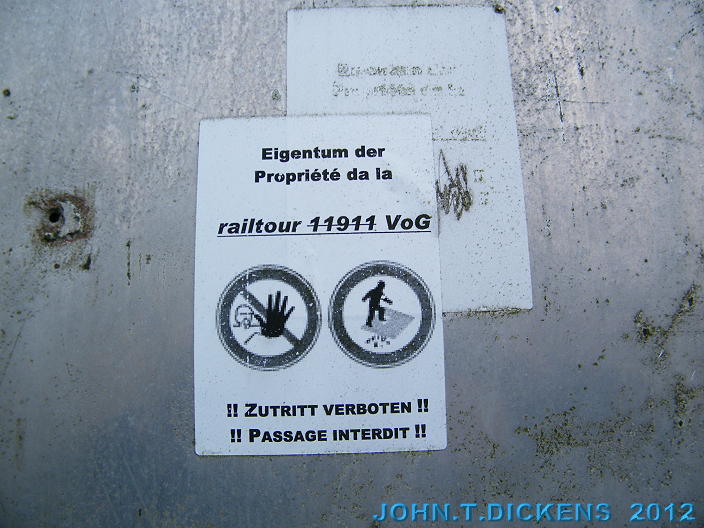 Eigentum der
Propriété da la
railtour 11911 VoG
!! ZUTRITT VERBOTEN !!
!! PASSAGE INTERDIT !!
JOHN.T.DICKENS 2012